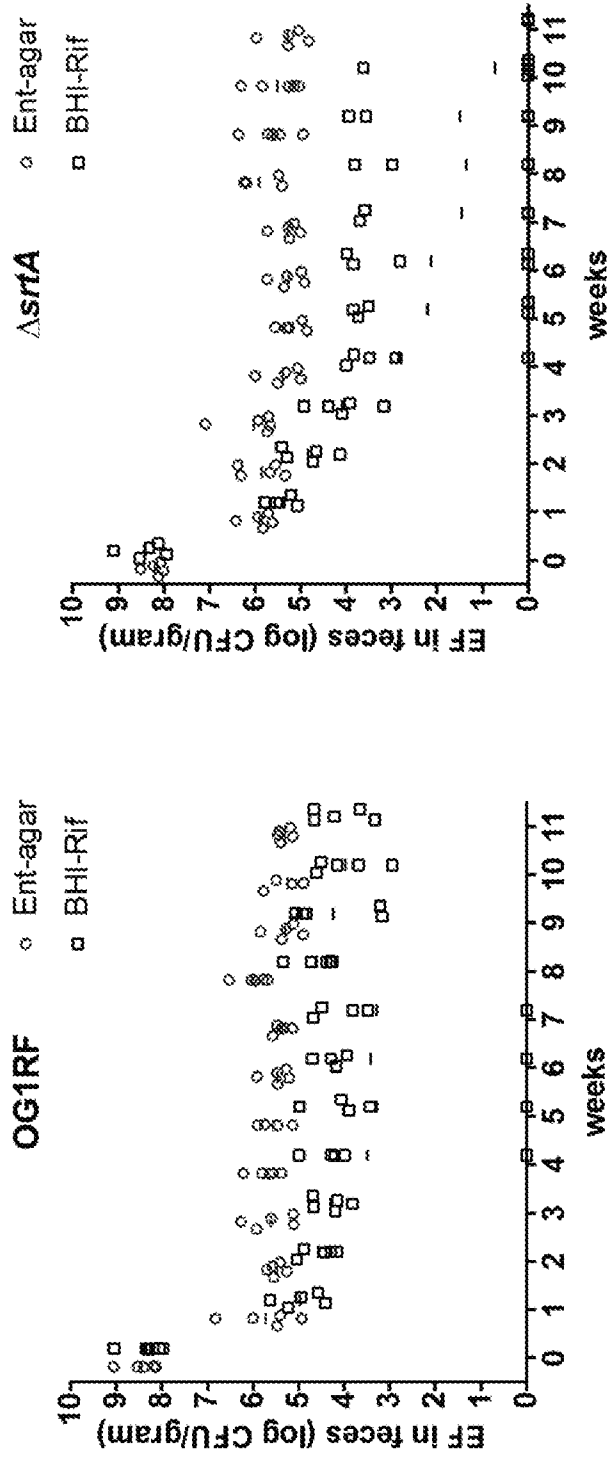 OG1RF
○ Ent-agar
□ BHI-Rif
EF in feces (log CFU/gram)
10
9
8
7
6
5
4
3
2
1
0
0 1 2 3 4 5 6 7 8 9 10 11
weeks
ΔsrtA
○ Ent-agar
□ BHI-Rif
EF in feces (log CFU/gram)
10
9
8
7
6
5
4
3
2
1
0
0 1 2 3 4 5 6 7 8 9 10 11
weeks